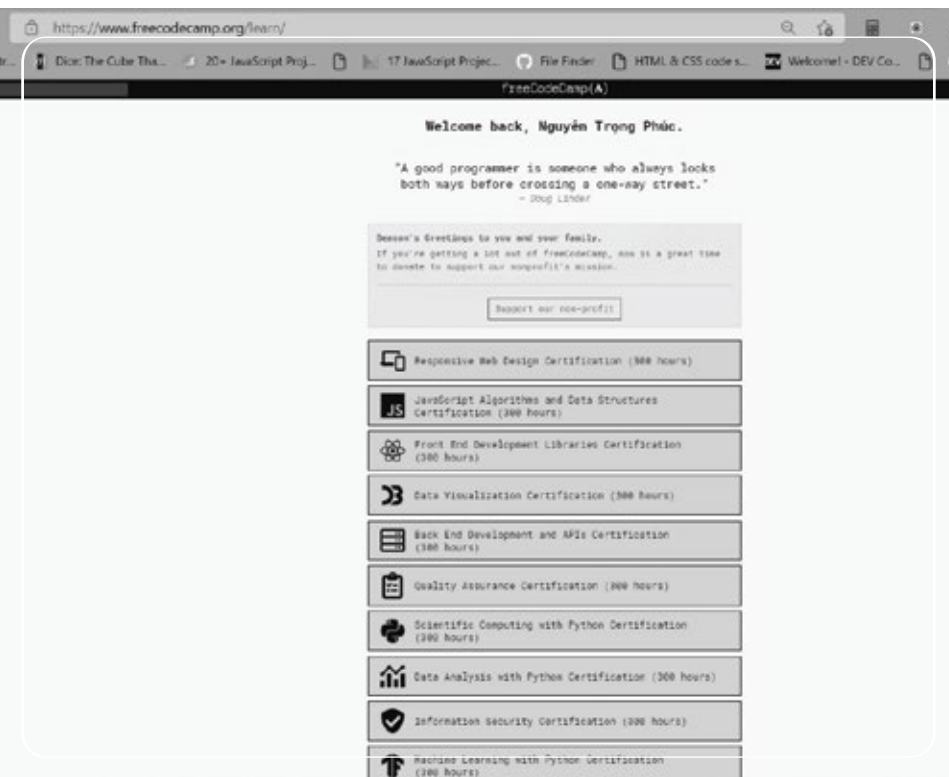 https://www.freecodecamp.org/learn/
Dice: The Cube Tha... 20+ JavaScript Proj... 17 JavaScript Projec... File Finder HTML & CSS code s... Welcome! - DEV Co...
freeCodeCamp(A)
Welcome back, Nguyễn Trọng Phúc.
"A good programmer is someone who always looks
both ways before crossing a one-way street."
- Doug Linder
Season's Greetings to you and your family.
If you're getting a lot out of freeCodeCamp, now is a great time
to donate to support our nonprofit's mission.
Support our non-profit
Responsive Web Design Certification (300 hours)
JavaScript Algorithms and Data Structures
Certification (300 hours)
Front End Development Libraries Certification
(300 hours)
Data Visualization Certification (300 hours)
Back End Development and APIs Certification
(300 hours)
Quality Assurance Certification (300 hours)
Scientific Computing with Python Certification
(300 hours)
Data Analysis with Python Certification (300 hours)
Information Security Certification (300 hours)
Machine Learning with Python Certification
(300 hours)